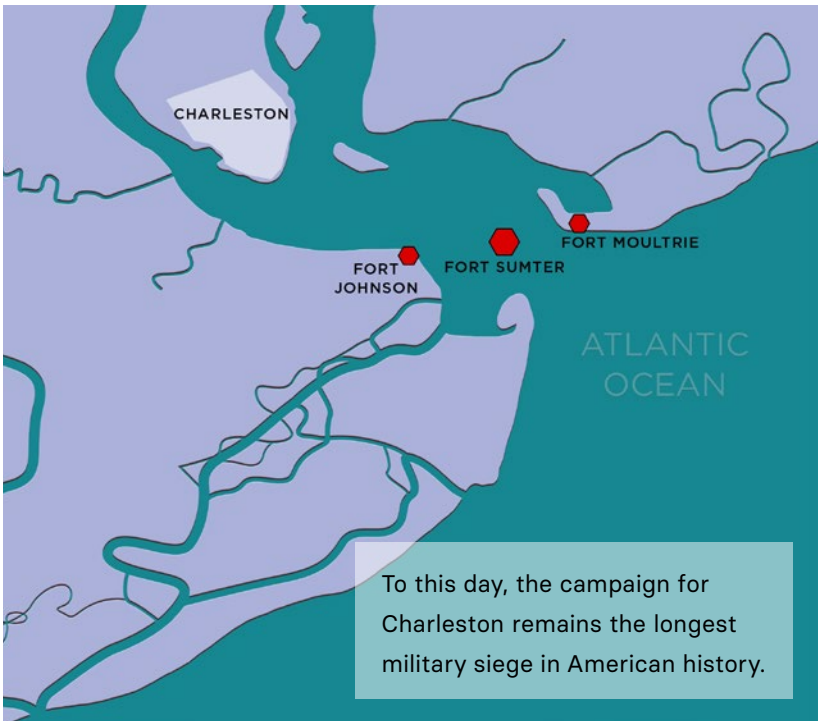 CHARLESTON
FORT MOULTRIE
FORT SUMTER
FORT
JOHNSON
ATLANTIC
OCEAN
To this day, the campaign for
Charleston remains the longest
military siege in American history.